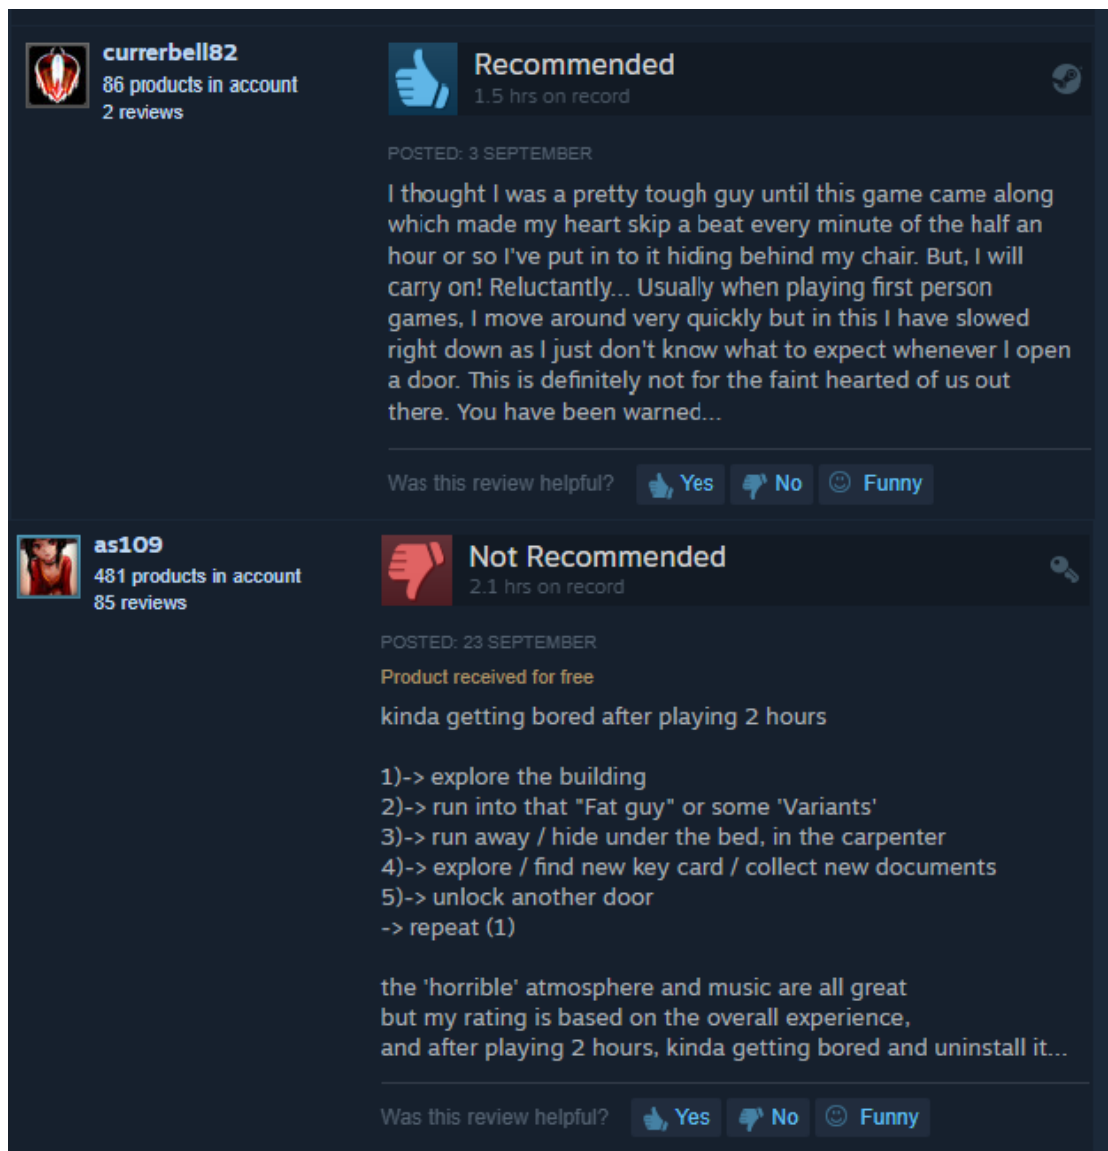 currerbell82
86 products in account
2 reviews
Recommended
1.5 hrs on record
POSTED: 3 SEPTEMBER
I thought I was a pretty tough guy until this game came along
which made my heart skip a beat every minute of the half an
hour or so I've put in to it hiding behind my chair. But, I will
carry on! Reluctantly... Usually when playing first person
games, I move around very quickly but in this I have slowed
right down as I just don't know what to expect whenever I open
a door. This is definitely not for the faint hearted of us out
there. You have been warned...
Was this review helpful? Yes No Funny
as109
481 products in account
85 reviews
Not Recommended
2.1 hrs on record
POSTED: 23 SEPTEMBER
Product received for free
kinda getting bored after playing 2 hours
1)-> explore the building
2)-> run into that "Fat guy" or some 'Variants'
3)-> run away / hide under the bed, in the carpenter
4)-> explore / find new key card / collect new documents
5)-> unlock another door
-> repeat (1)
the 'horrible' atmosphere and music are all great
but my rating is based on the overall experience,
and after playing 2 hours, kinda getting bored and uninstall it...
Was this review helpful? Yes No Funny